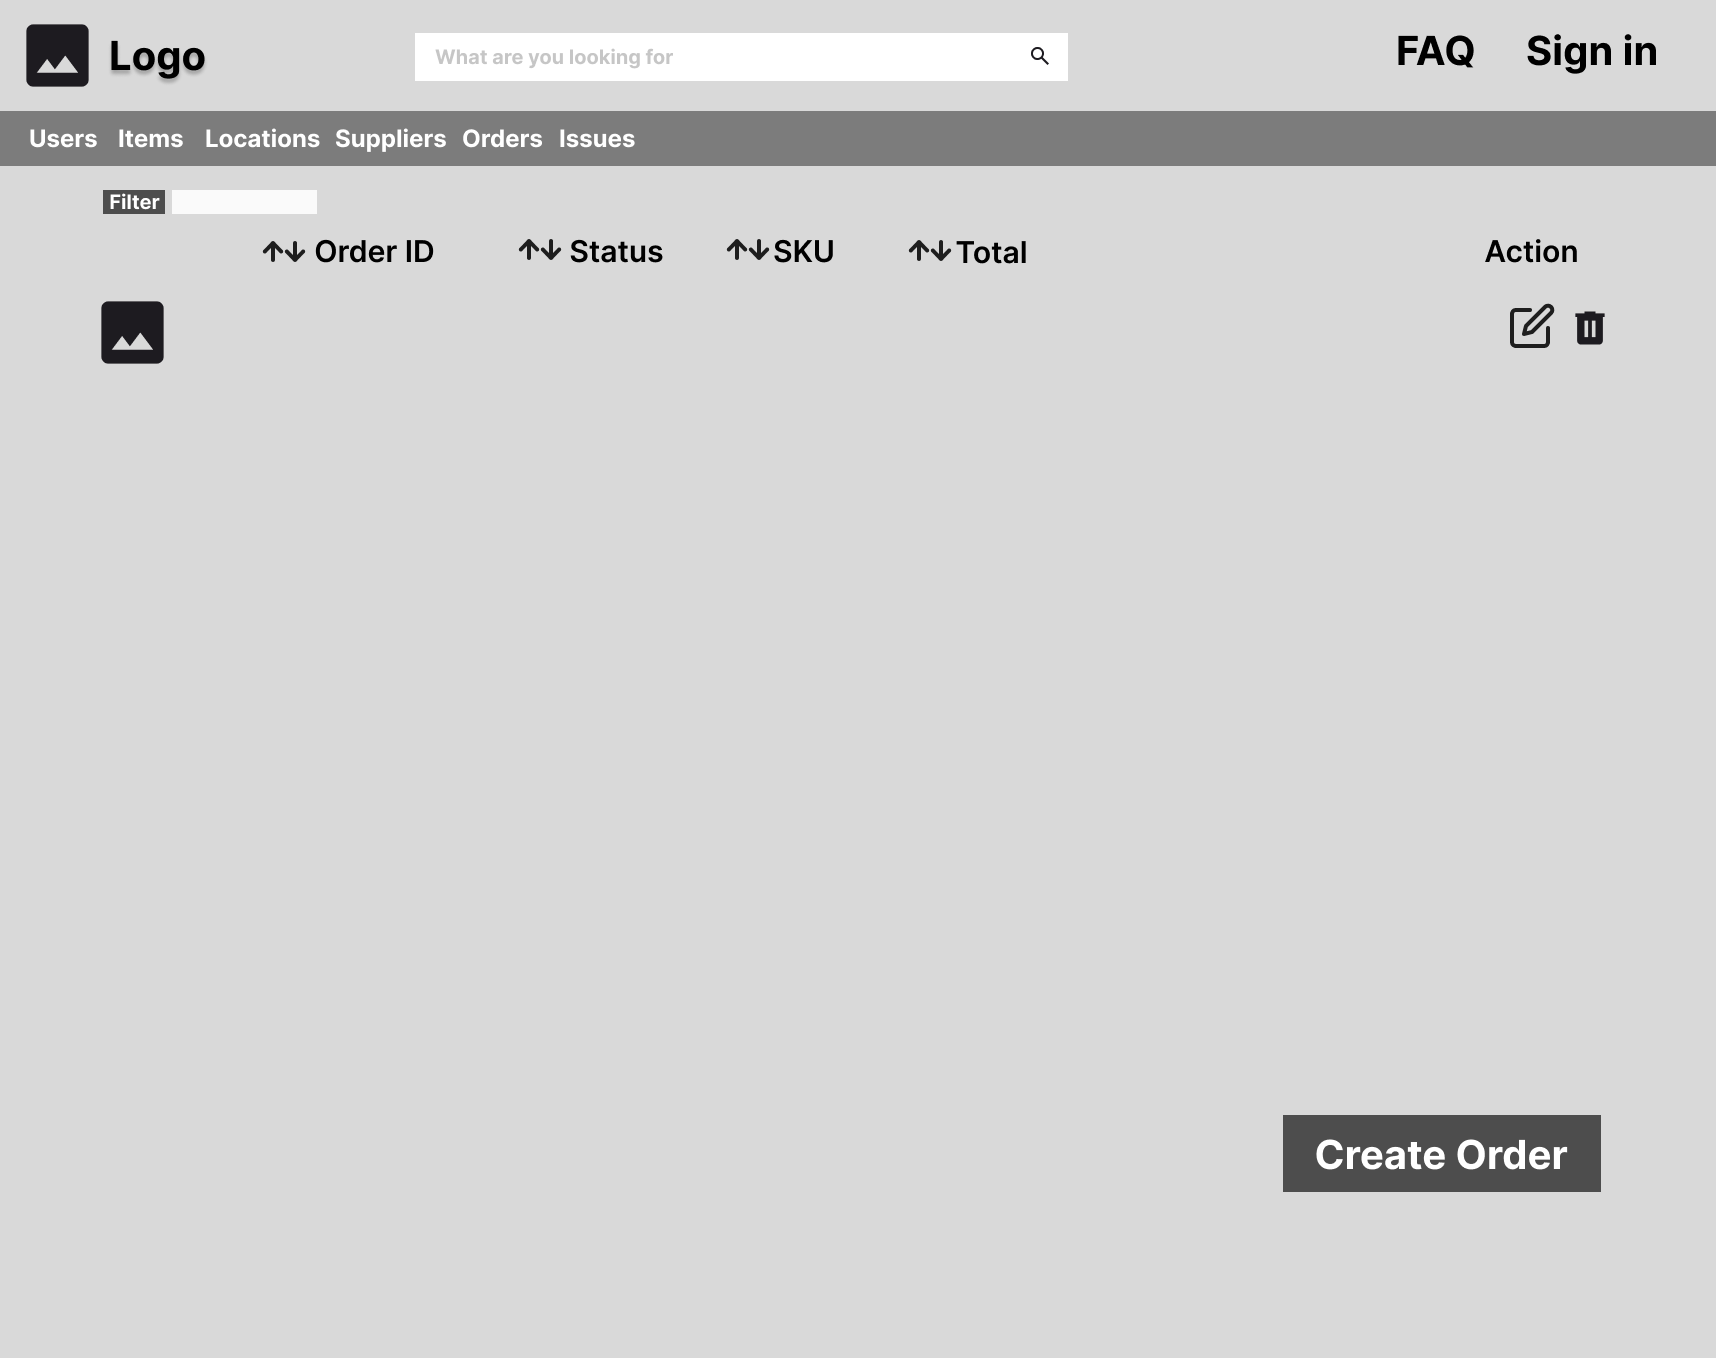 Logo
What are you looking for
FAQ Sign in
Users Items Locations Suppliers Orders Issues
Filter
Order ID Status SKU Total Action
Create Order